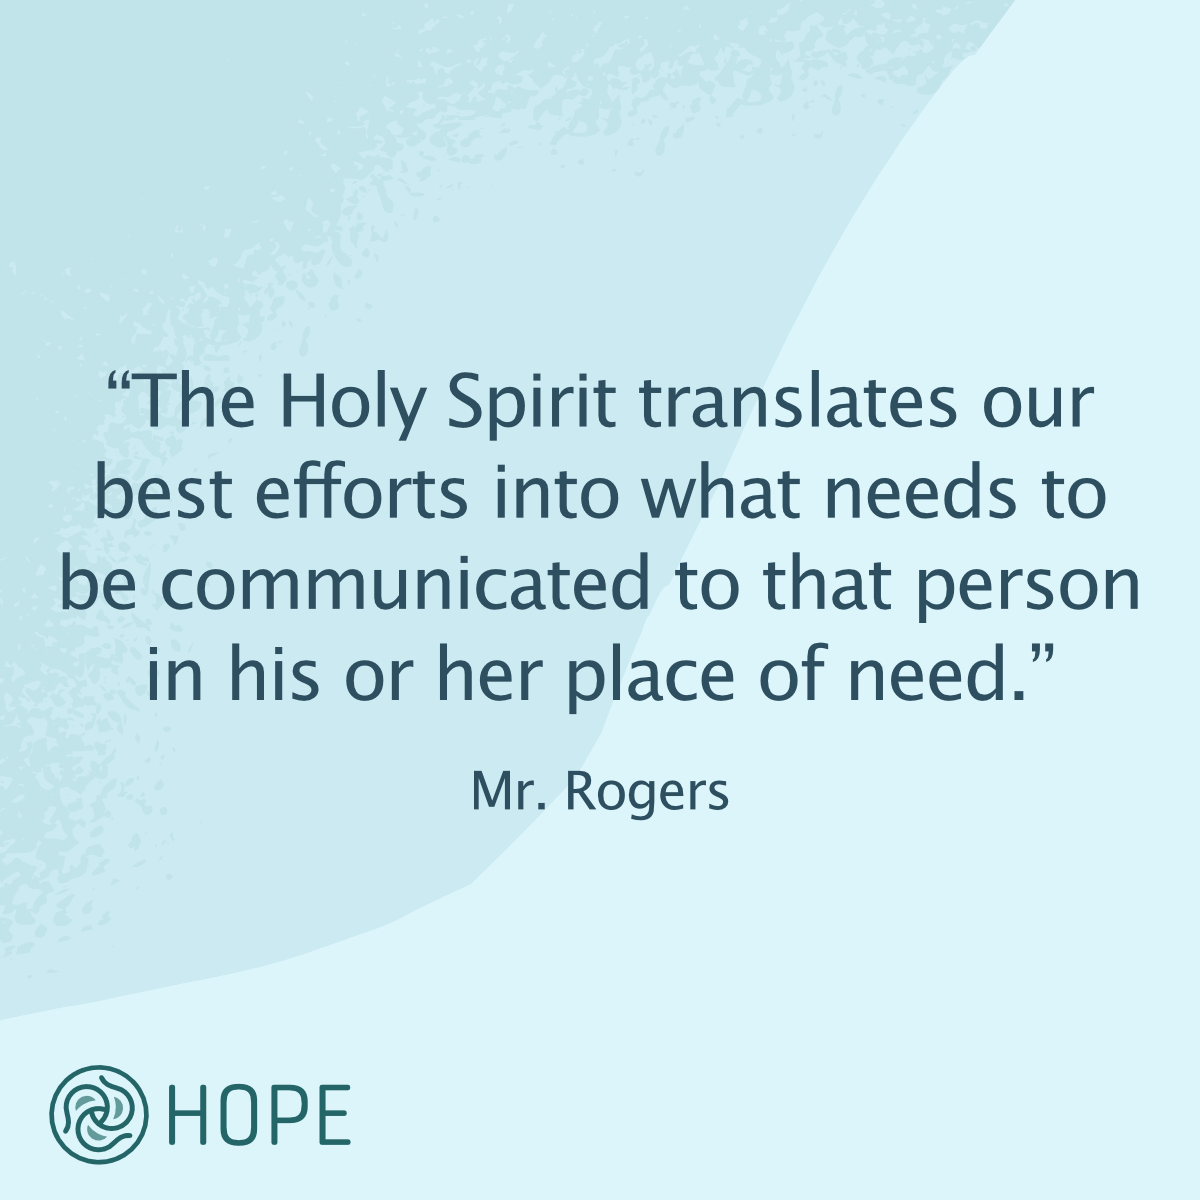 “The Holy Spirit translates our
best efforts into what needs to
be communicated to that person
in his or her place of need.”
Mr. Rogers
HOPE